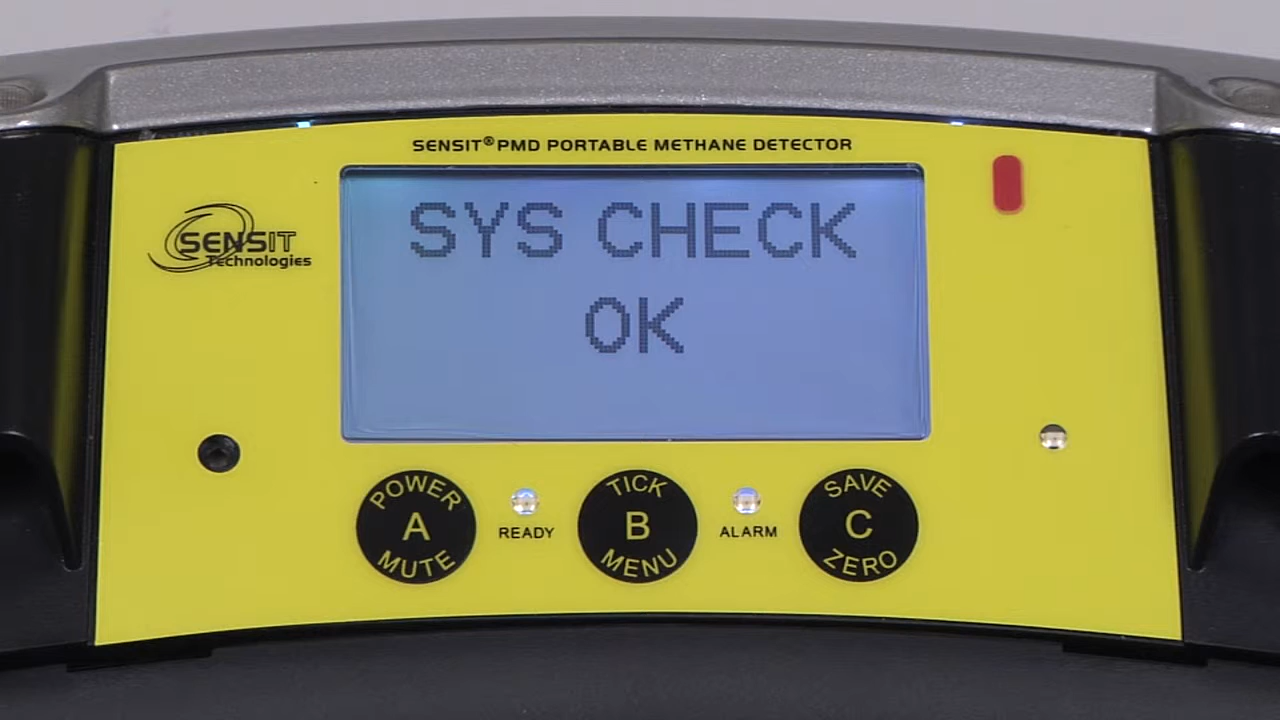 SENSIT® PMD PORTABLE METHANE DETECTOR
SENSIT
Technologies
SYS CHECK
OK
POWER
A
MUTE
READY
TICK
B
MENU
ALARM
SAVE
C
ZERO